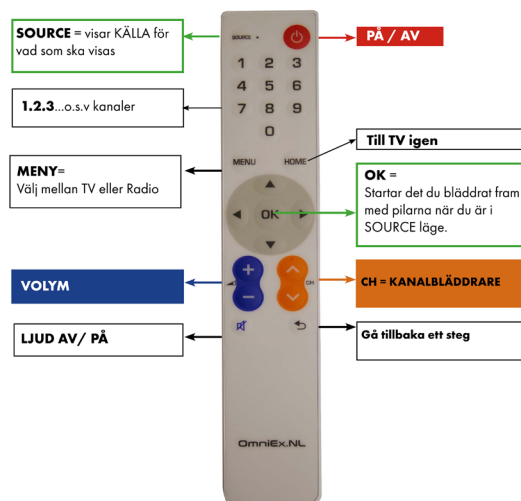 SOURCE = visar KÄLLA för
vad som ska visas
PÅ / AV
SOURCE
1 2 3
4 5 6
7 8 9
0
1.2.3...o.s.v kanaler
Till TV igen
MENU HOME
MENY=
Välj mellan TV eller Radio
OK =
Startar det du bläddrat fram
med pilarna när du är i
SOURCE läge.
OK
VOLYM
+
−
CH
CH = KANALBLÄDDRARE
LJUD AV/ PÅ
Gå tillbaka ett steg
OmniEx.NL